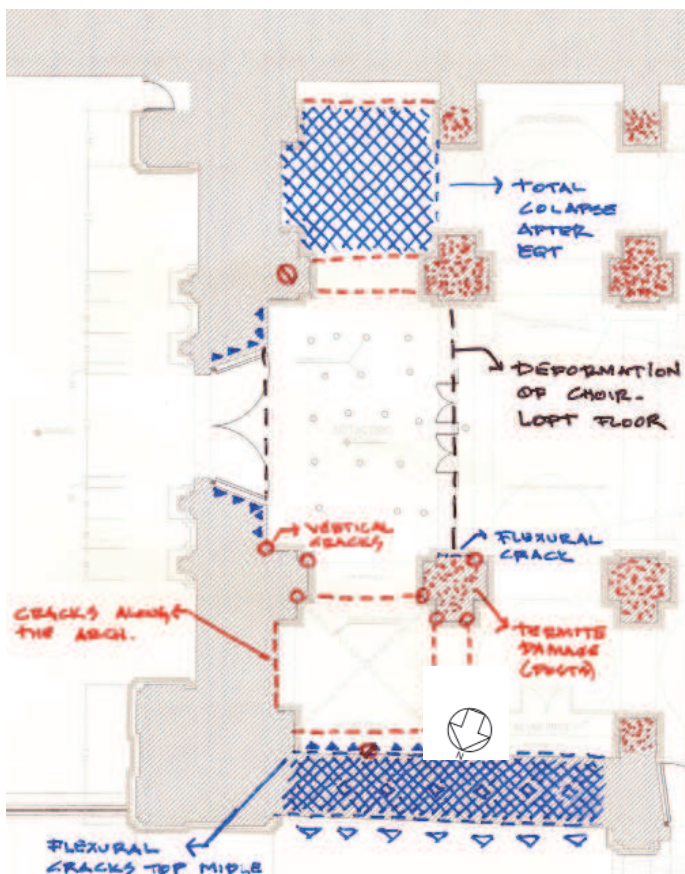 TOTAL
COLAPSE
AFTER
EQT
DEFORMATION
OF CHOIR-
LOFT FLOOR
VERTICAL
CRACKS
FLEXURAL
CRACK
CRACKS ALONG
THE ARCH.
TERMITE
DAMAGE
(POSTS)
N
FLEXURAL
CRACKS TOP MIDLE